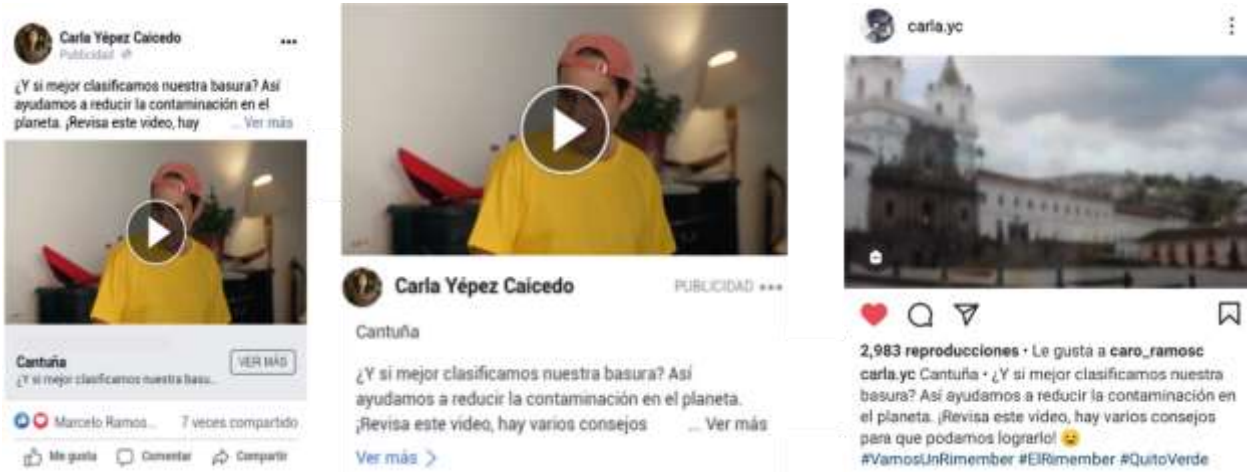 Carla Yépez Caicedo
Publicidad
¿Y si mejor clasificamos nuestra basura? Así
ayudamos a reducir la contaminación en el
planeta. ¡Revisa este video, hay ... Ver más
Cantuña
VER MÁS
¿Y si mejor clasificamos nuestra basu...
Marcelo Ramos... 7 veces compartido
Me gusta Comentar Compartir
Carla Yépez Caicedo PUBLICIDAD
Cantuña
¿Y si mejor clasificamos nuestra basura? Así
ayudamos a reducir la contaminación en el planeta.
¡Revisa este video, hay varios consejos ... Ver más
Ver más >
carla.yc
2,983 reproducciones • Le gusta a caro_ramosc
carla.yc Cantuña • ¿Y si mejor clasificamos nuestra
basura? Así ayudamos a reducir la contaminación en
el planeta. ¡Revisa este video, hay varios consejos
para que podamos lograrlo! 😉
#VamosUnRimember #ElRimember #QuitoVerde